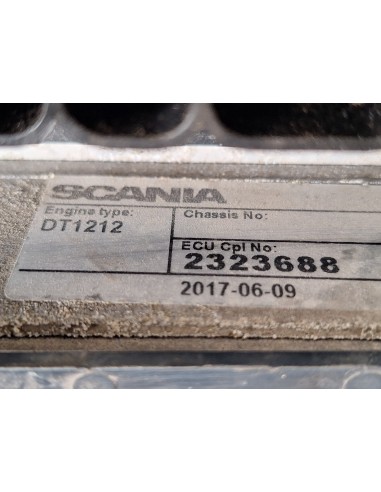 SCANIA
Engine type:
DT1212
Chassis No:
ECU Cpl No:
2323688
2017-06-09